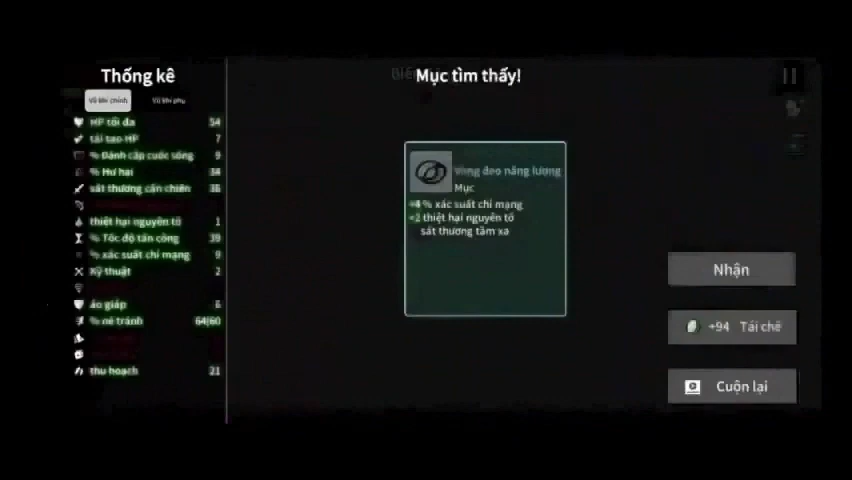 Thống kê
Mục tìm thấy!
Vũ khí chính
Vũ khí phụ
HP tối đa 54
tái tạo HP 7
% Đánh cắp cuộc sống 9
% Hư hại 34
sát thương cận chiến 35
thiệt hại nguyên tố 1
% Tốc độ tấn công 39
% xác suất chí mạng 9
Kỹ thuật 2
áo giáp 6
% né tránh 64|60
thu hoạch 21
Vòng đeo năng lượng
Mục
+4 % xác suất chí mạng
+2 thiệt hại nguyên tố
sát thương tầm xa
Nhận
+94 Tái chế
Cuộn lại